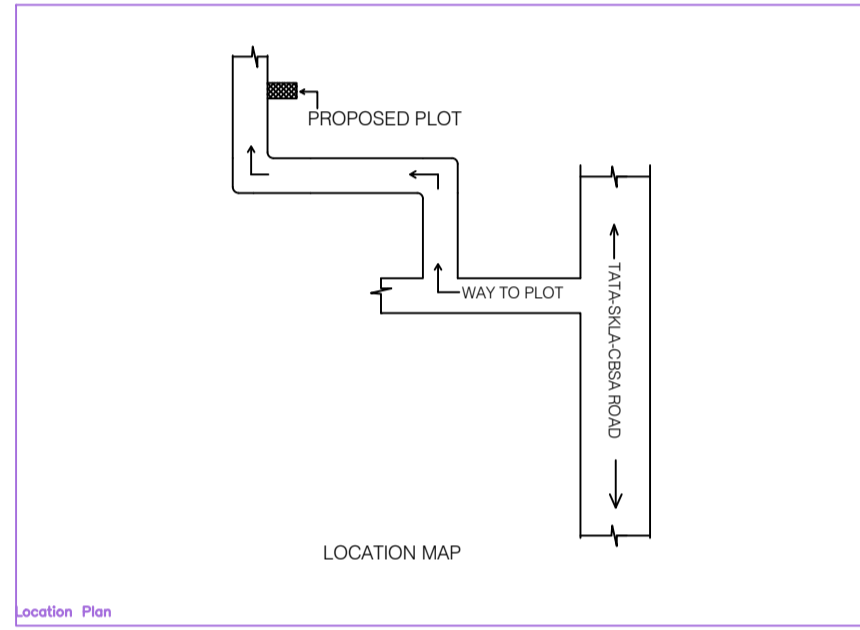 PROPOSED PLOT
WAY TO PLOT
TATA-SKLA-CBSA ROAD
LOCATION MAP
Location Plan